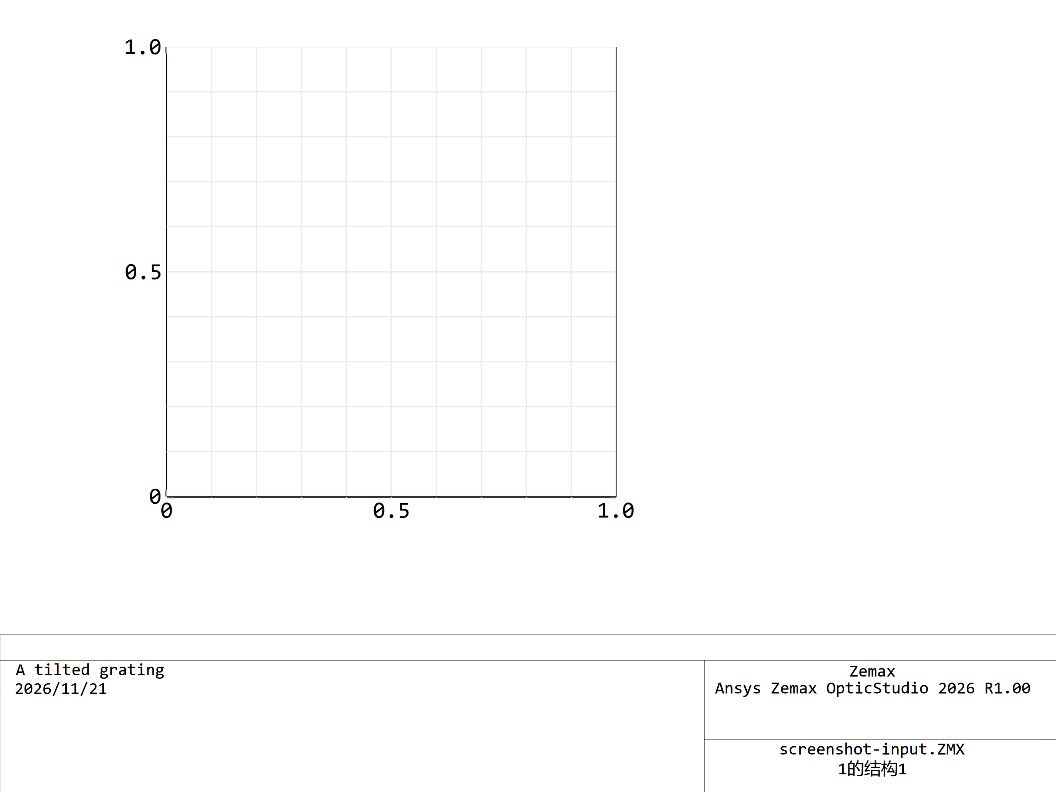 1.0
0.5
0
0 0.5 1.0
A tilted grating
2026/11/21
Zemax
Ansys Zemax OpticStudio 2026 R1.00
screenshot-input.ZMX
1的结构1